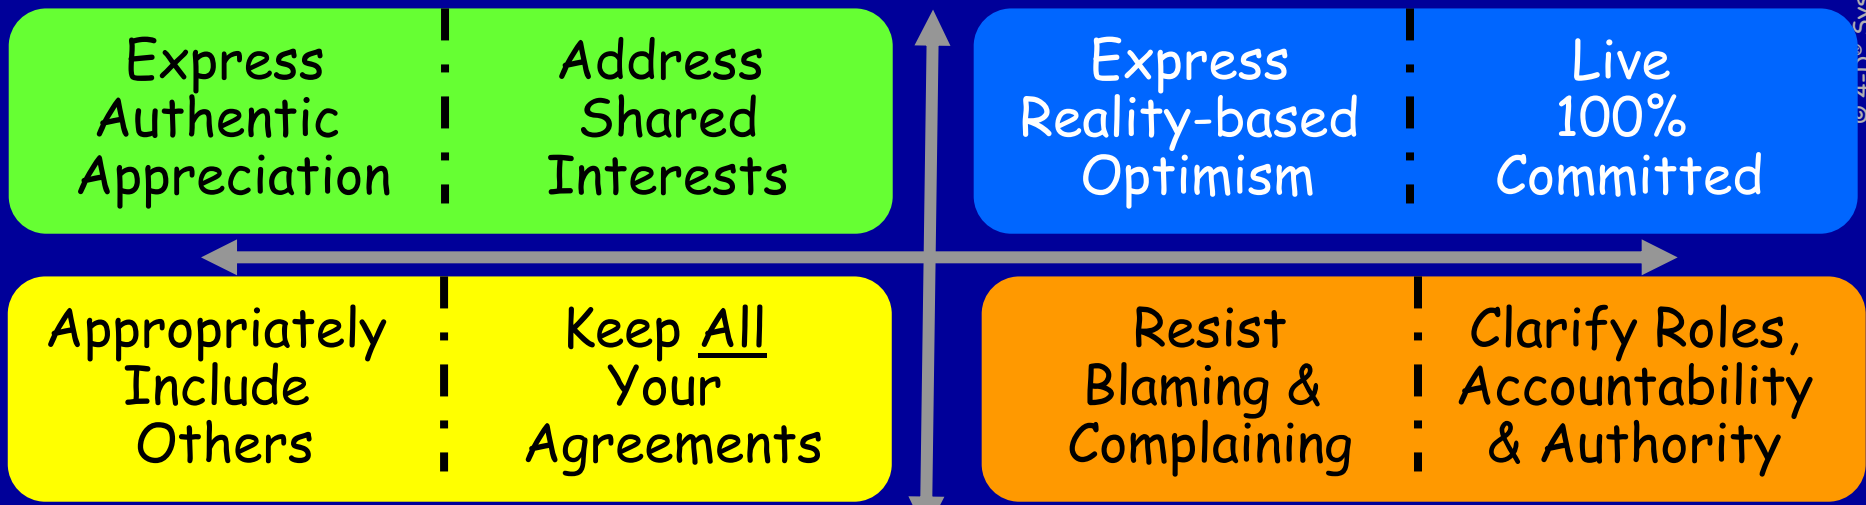 Express
Authentic
Appreciation
Address
Shared
Interests
Express
Reality-based
Optimism
Live
100%
Committed
Appropriately
Include
Others
Keep All
Your
Agreements
Resist
Blaming &
Complaining
Clarify Roles,
Accountability
& Authority